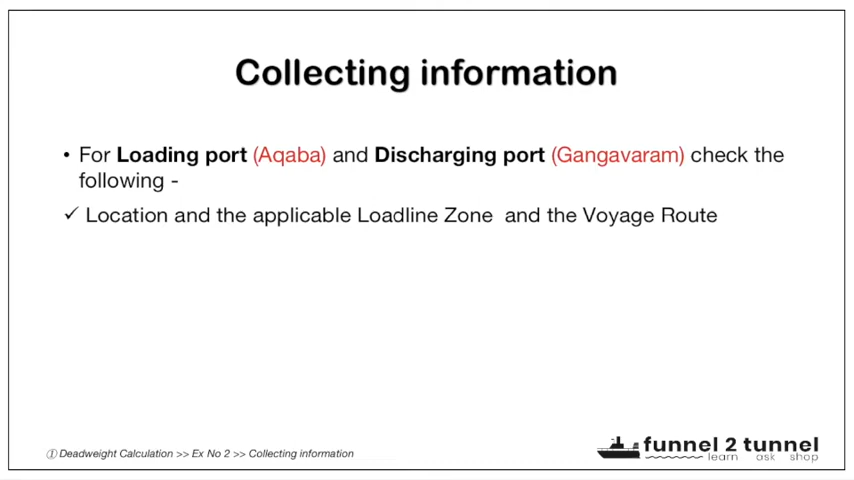 Collecting information
• For Loading port (Aqaba) and Discharging port (Gangavaram) check the
following -
✓ Location and the applicable Loadline Zone and the Voyage Route
① Deadweight Calculation >> Ex No 2 >> Collecting information
funnel 2 tunnel
learn ask shop